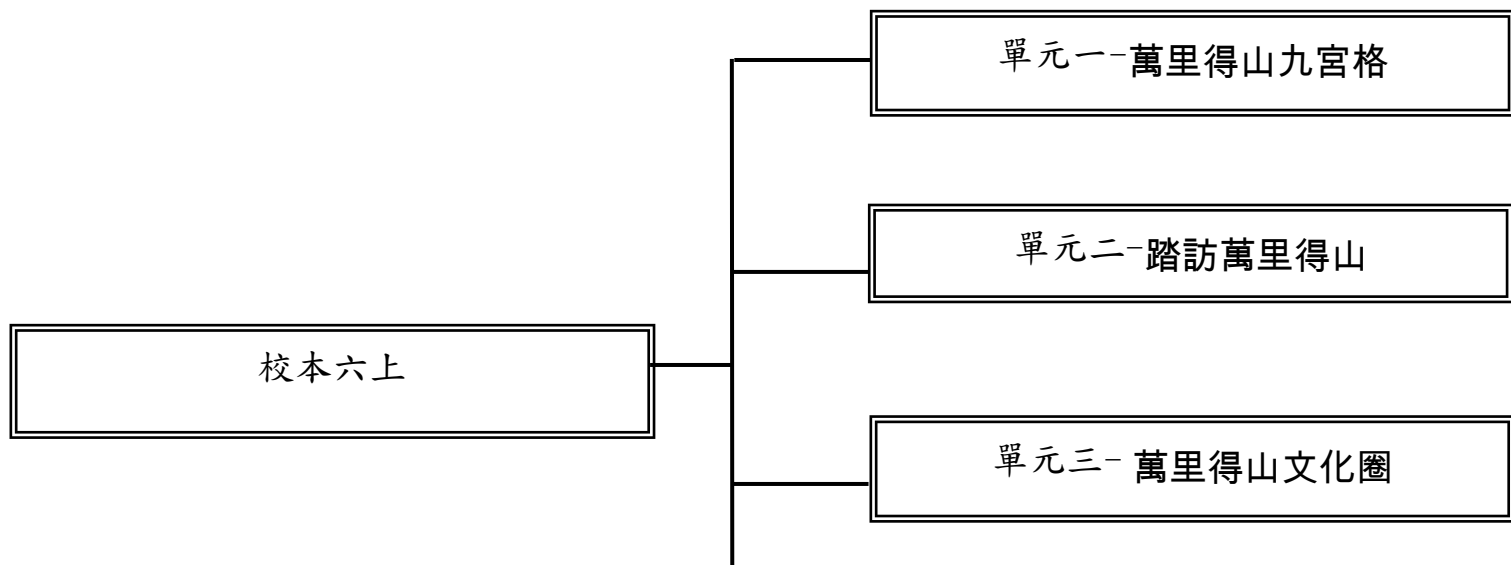 單元一-萬里得山九宮格
單元二-踏訪萬里得山
校本六上
單元三- 萬里得山文化圈